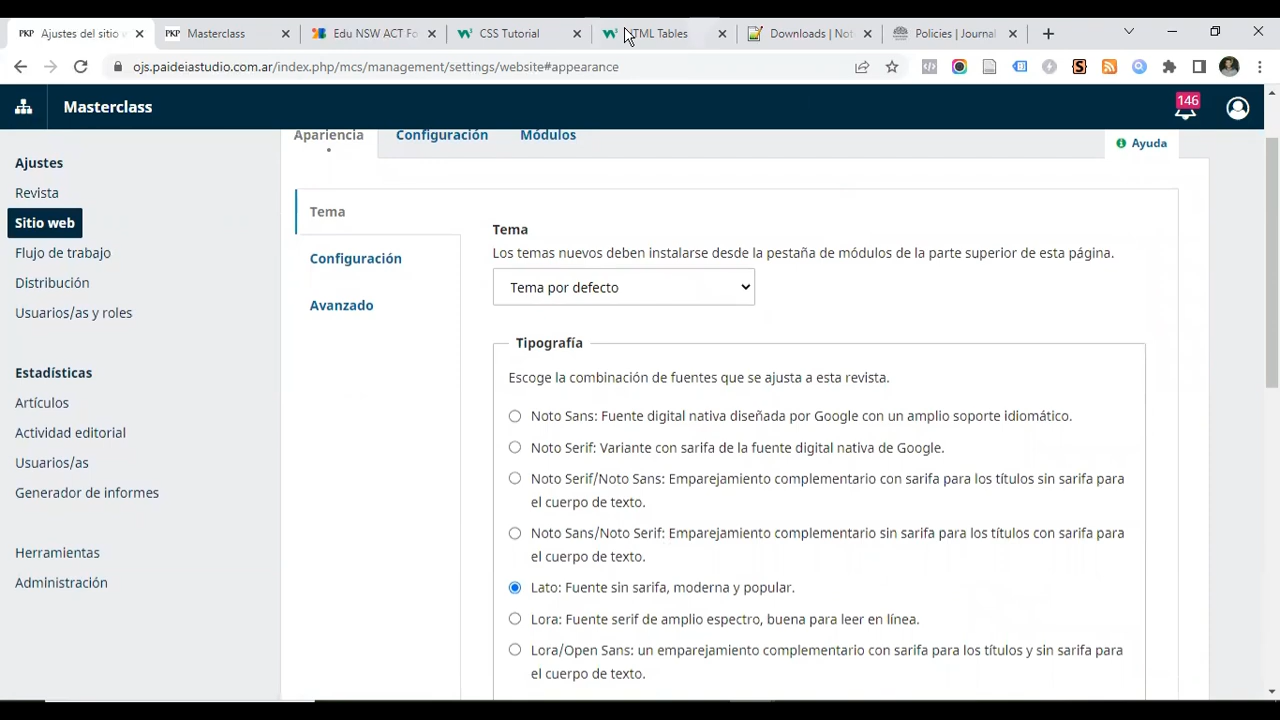 Ajustes del sitio w
Masterclass
Edu NSW ACT Fo
CSS Tutorial
HTML Tables
Downloads | Not
Policies | Journal
ojs.paideiastudio.com.ar/index.php/mcs/management/settings/website#appearance
Masterclass
146
Apariencia
Configuración
Módulos
Ayuda
Ajustes
Revista
Sitio web
Flujo de trabajo
Distribución
Usuarios/as y roles
Estadísticas
Artículos
Actividad editorial
Usuarios/as
Generador de informes
Herramientas
Administración
Tema
Configuración
Avanzado
Tema
Los temas nuevos deben instalarse desde la pestaña de módulos de la parte superior de esta página.
Tema por defecto
Tipografía
Escoge la combinación de fuentes que se ajusta a esta revista.
Noto Sans: Fuente digital nativa diseñada por Google con un amplio soporte idiomático.
Noto Serif: Variante con sarifa de la fuente digital nativa de Google.
Noto Serif/Noto Sans: Emparejamiento complementario con sarifa para los títulos sin sarifa para
el cuerpo de texto.
Noto Sans/Noto Serif: Emparejamiento complementario sin sarifa para los títulos con sarifa para
el cuerpo de texto.
Lato: Fuente sin sarifa, moderna y popular.
Lora: Fuente serif de amplio espectro, buena para leer en línea.
Lora/Open Sans: un emparejamiento complementario con sarifa para los títulos y sin sarifa para
el cuerpo de texto.